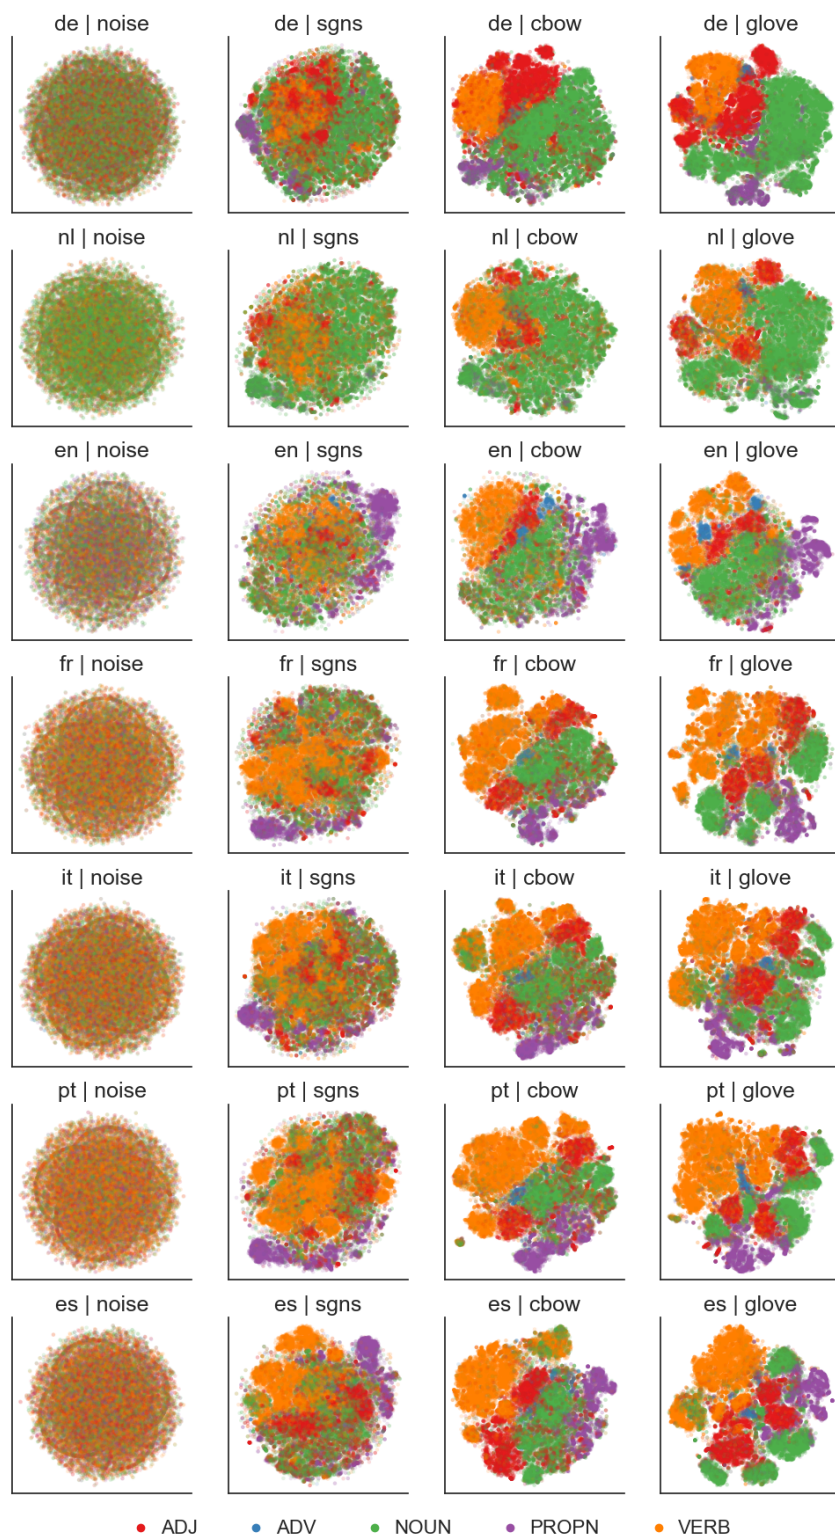 de | noise de | sgns de | cbow de | glove
nl | noise nl | sgns nl | cbow nl | glove
en | noise en | sgns en | cbow en | glove
fr | noise fr | sgns fr | cbow fr | glove
it | noise it | sgns it | cbow it | glove
pt | noise pt | sgns pt | cbow pt | glove
es | noise es | sgns es | cbow es | glove
ADJ ADV NOUN PROPN VERB